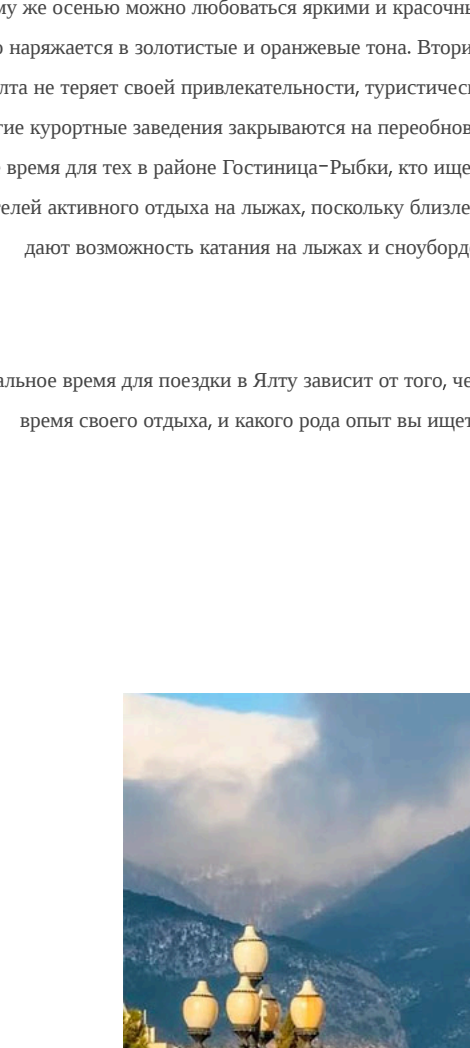 му же осенью можно любоваться яркими и красочн
о наряжается в золотистые и оранжевые тона. Втори
лта не теряет своей привлекательности, туристичес
гие курортные заведения закрываются на переобнов
время для тех в районе Гостиница-Рыбки, кто ище
елей активного отдыха на лыжах, поскольку близле
дают возможность катания на лыжах и сноуборд
альное время для поездки в Ялту зависит от того, че
время своего отдыха, и какого рода опыт вы ищет